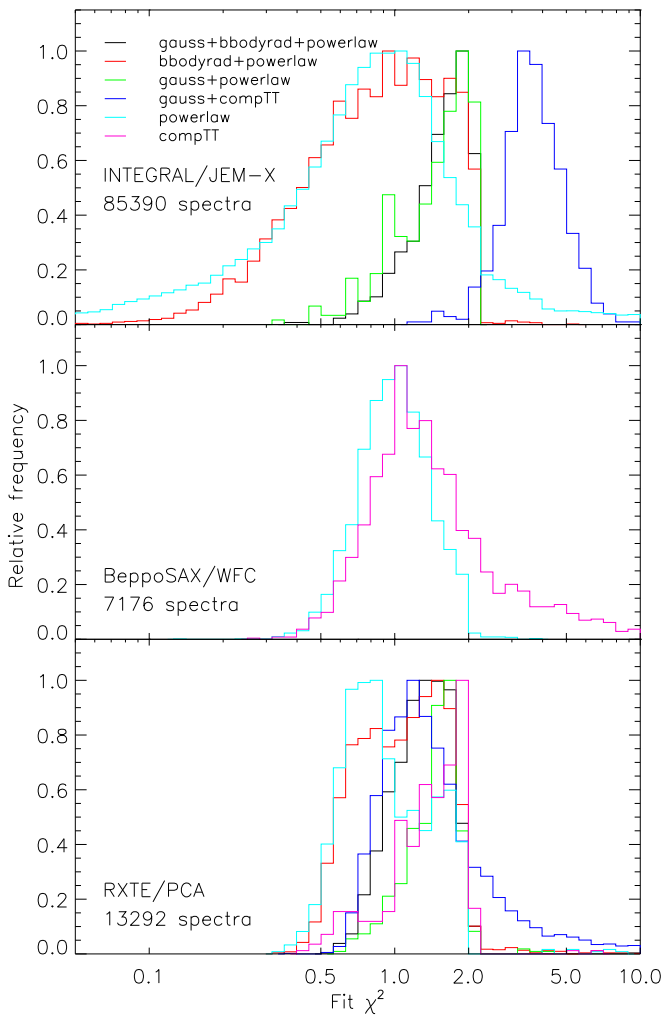 1.0
0.8
0.6
0.4
0.2
0.0
gauss+bbodyrad+powerlaw
bbodyrad+powerlaw
gauss+powerlaw
gauss+compTT
powerlaw
compTT
INTEGRAL/JEM-X
85390 spectra
Relative frequency
1.0
0.8
0.6
0.4
0.2
0.0
BeppoSAX/WFC
7176 spectra
1.0
0.8
0.6
0.4
0.2
0.0
RXTE/PCA
13292 spectra
0.1 0.5 1.0 2.0 5.0 10.0
Fit χ²